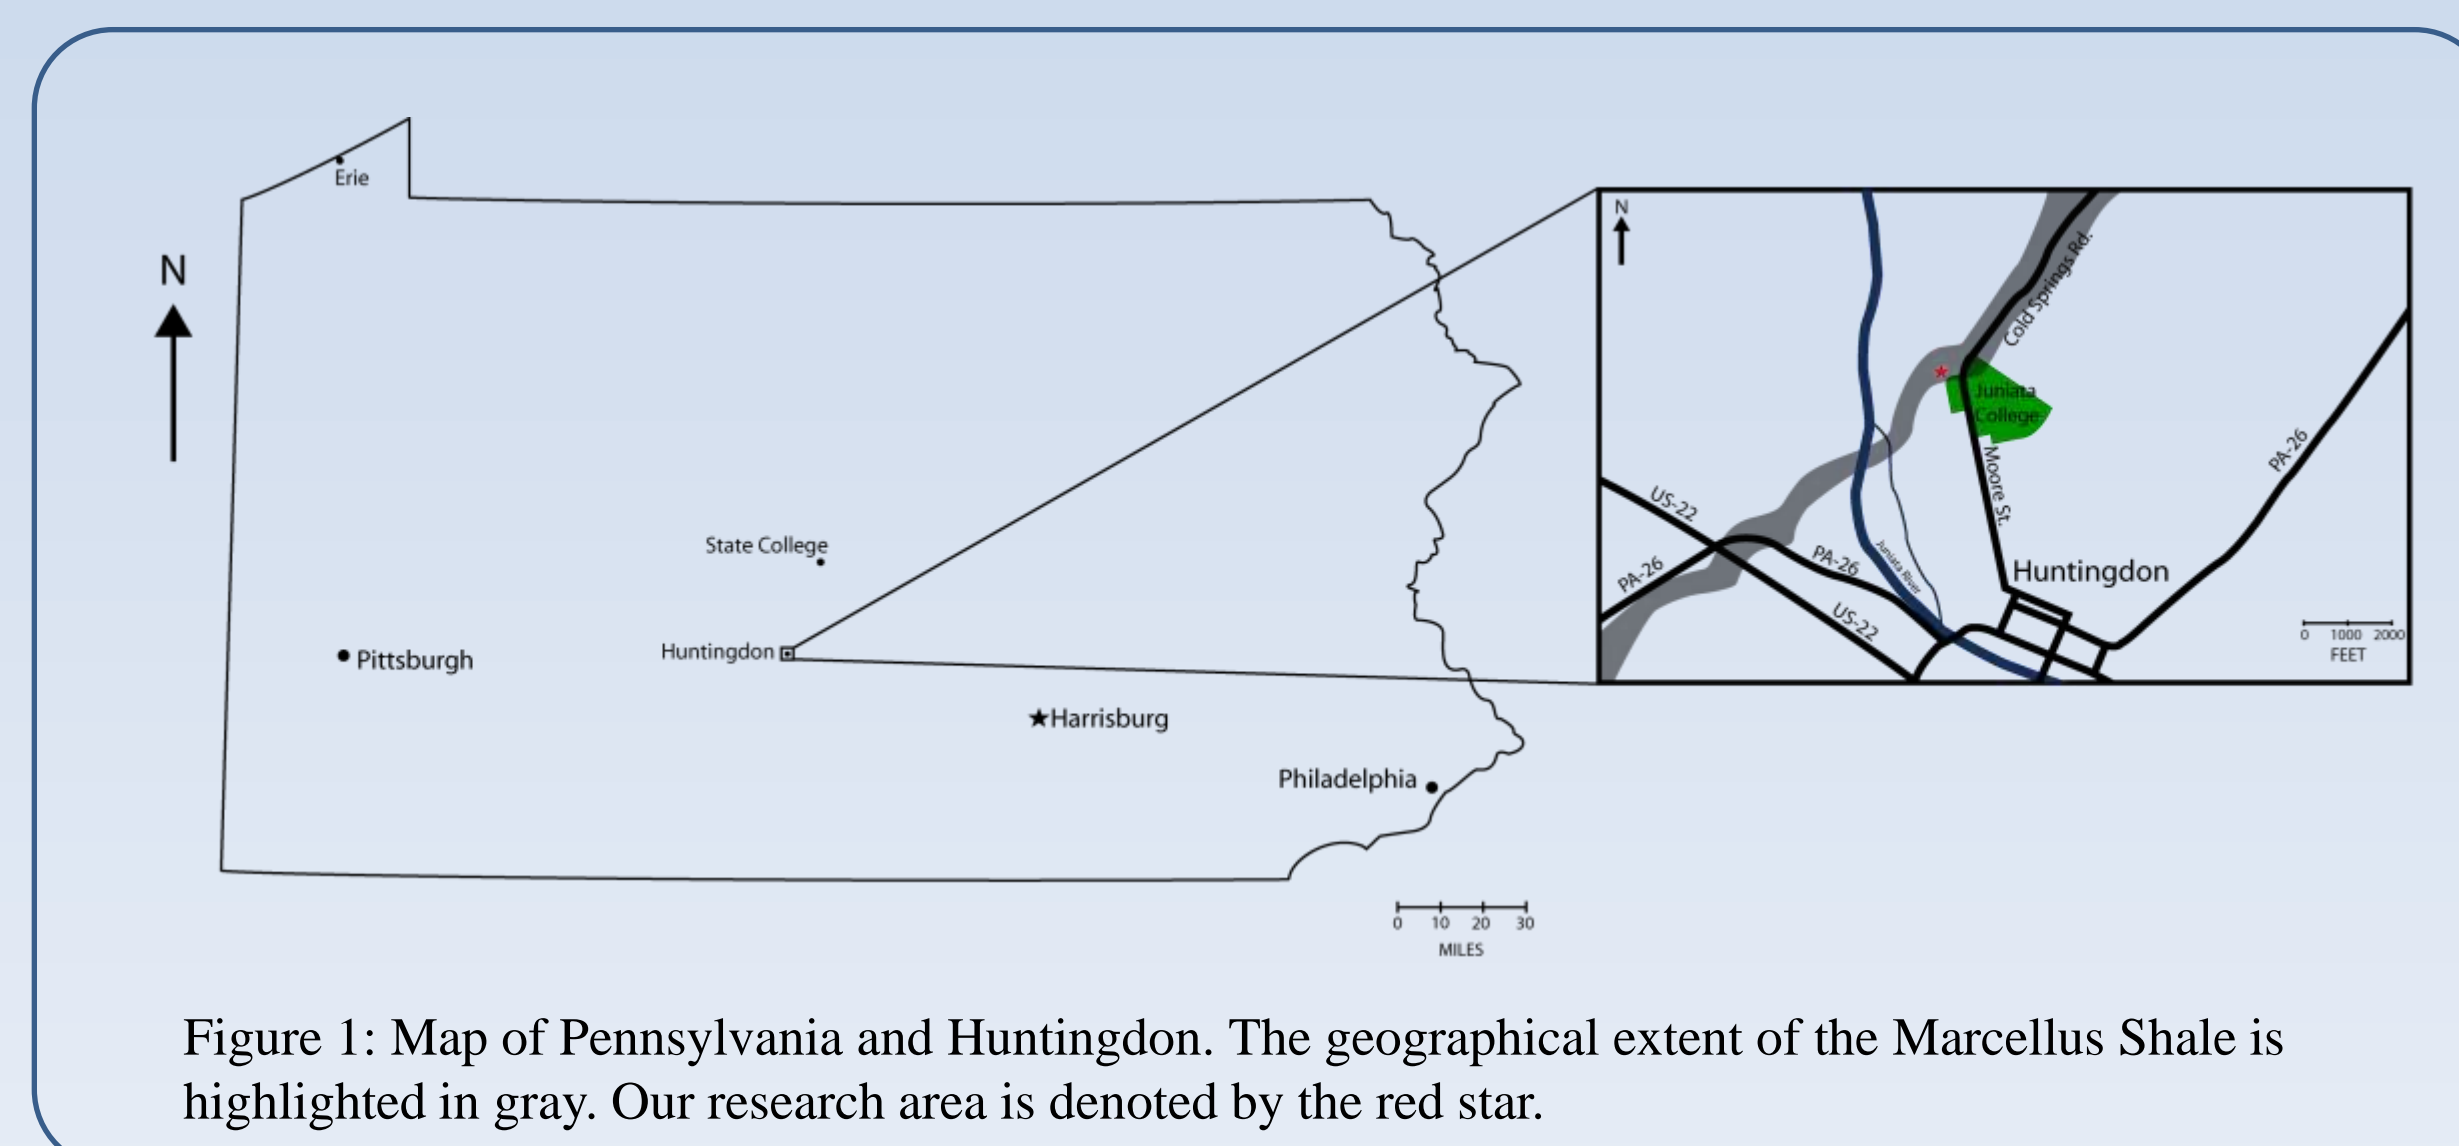 Erie
N
State College
Pittsburgh
Huntingdon
Harrisburg
Philadelphia
0 10 20 30
MILES
N
Cold Springs Rd.
Juniata
College
Moore St.
PA-26
US-22
PA-26
PA-26
US-22
Juniata River
Huntingdon
0 1000 2000
FEET
Figure 1: Map of Pennsylvania and Huntingdon. The geographical extent of the Marcellus Shale is
highlighted in gray. Our research area is denoted by the red star.